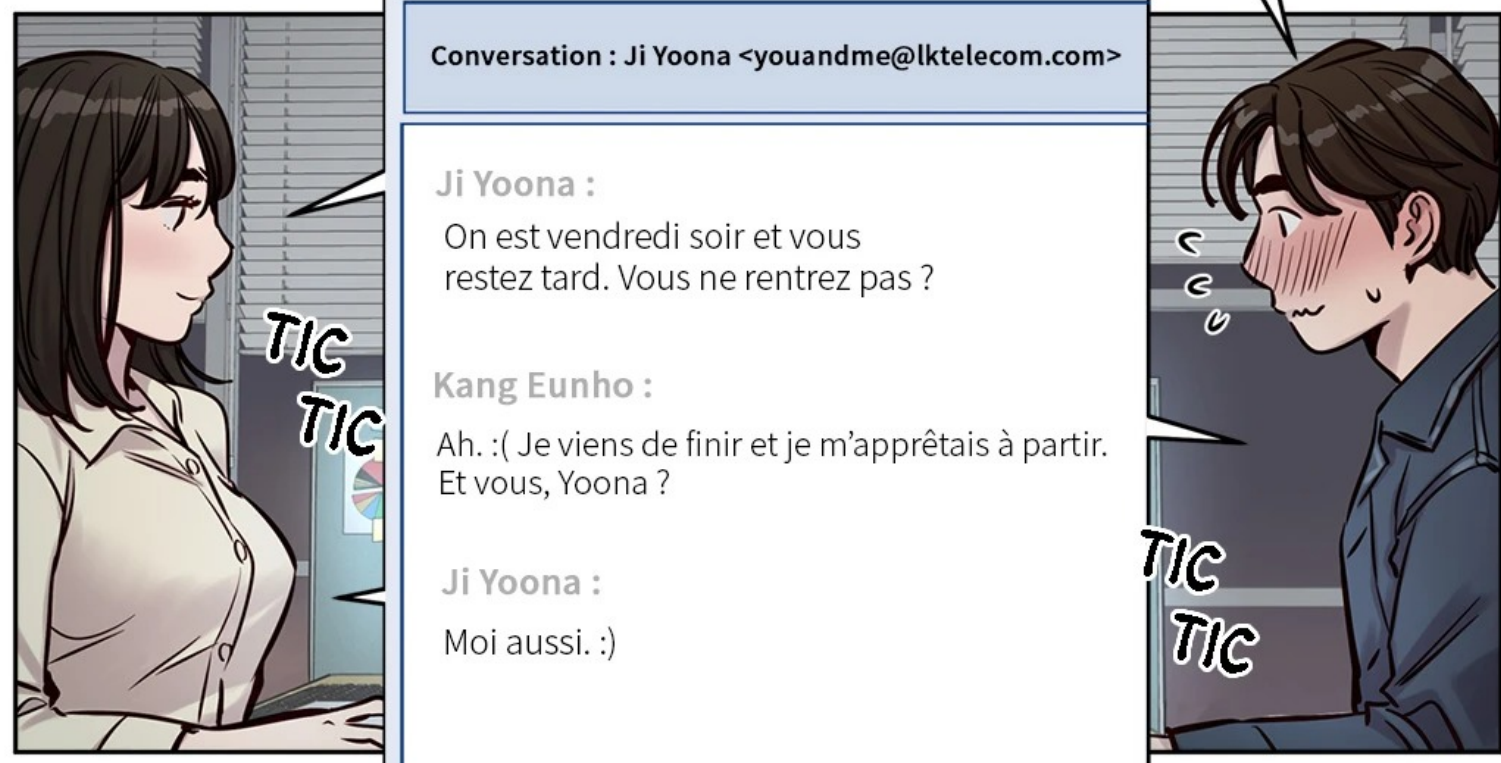 Conversation : Ji Yoona <youandme@lktelecom.com>
Ji Yoona :
On est vendredi soir et vous
restez tard. Vous ne rentrez pas ?
TIC
TIC
Kang Eunho :
Ah. :( Je viens de finir et je m’apprêtais à partir.
Et vous, Yoona ?
Ji Yoona :
Moi aussi. :)
TIC
TIC